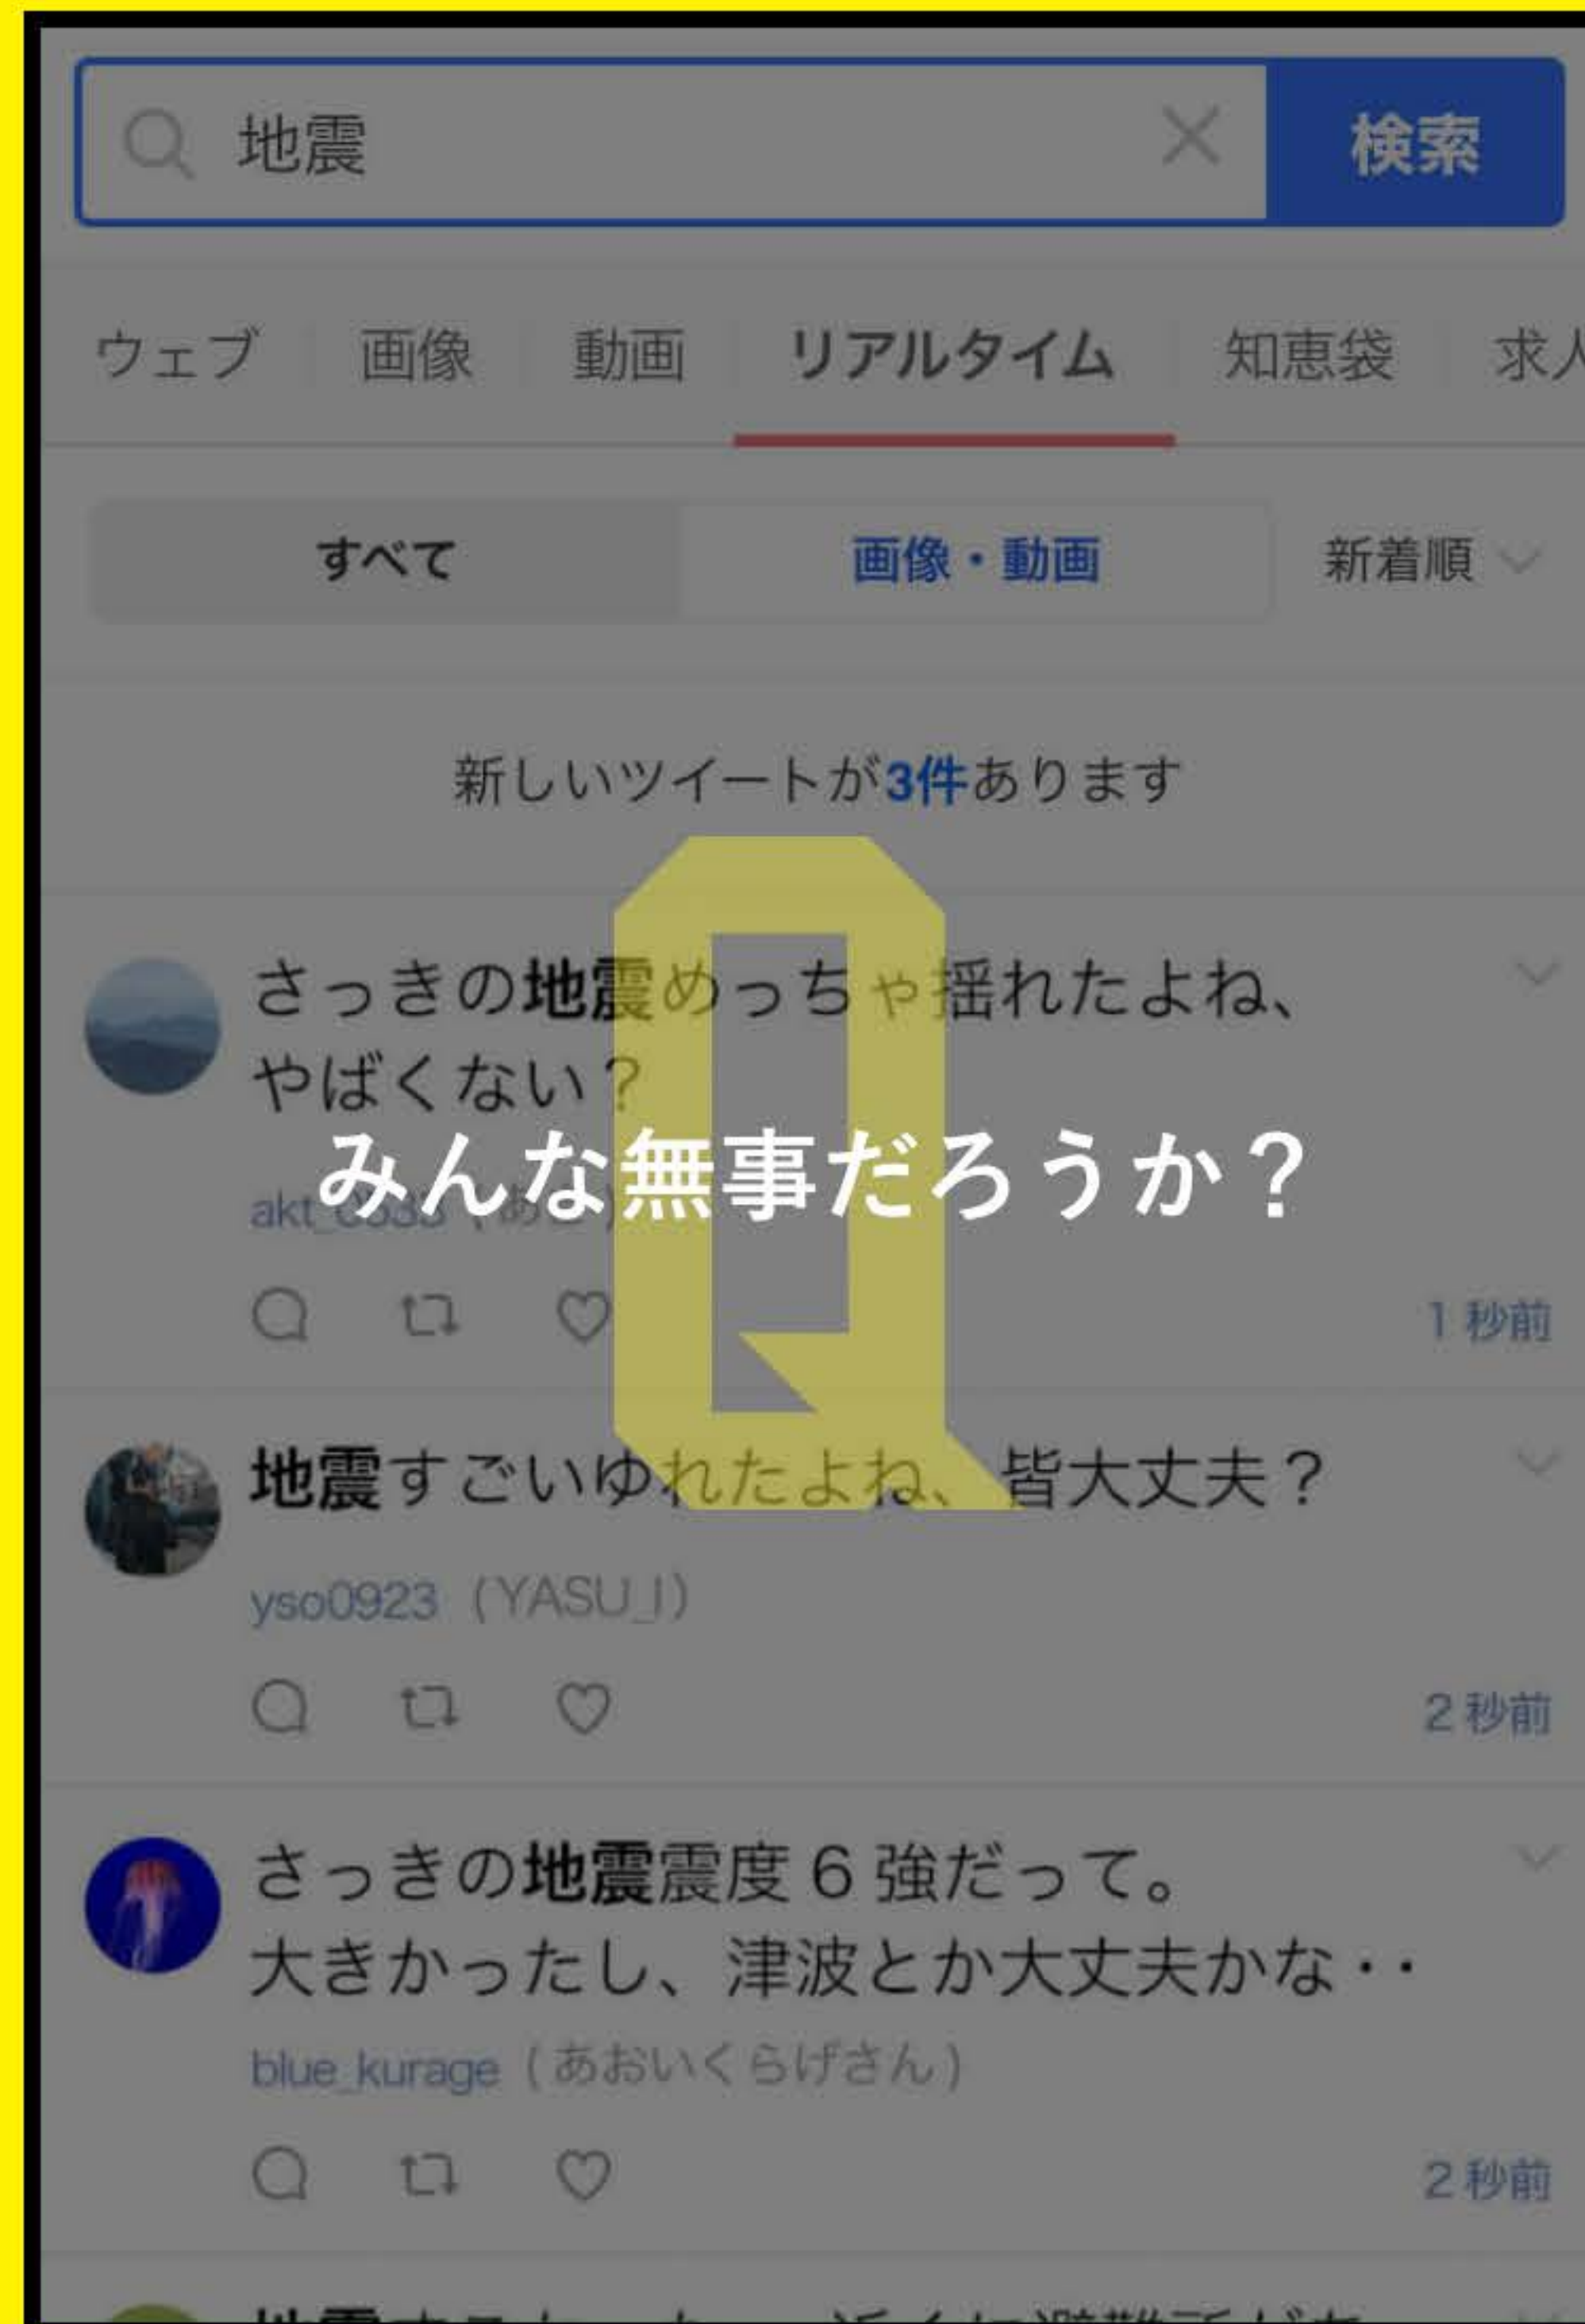 地震
検索
ウェブ 画像 動画 リアルタイム 知恵袋 求人
すべて 画像・動画 新着順
新しいツイートが3件あります
Q
さっきの地震めっちゃ揺れたよね、
やばくない?
みんな無事だろうか?
1秒前
地震すごいゆれたよね、皆大丈夫?
yso0923 (YASU_I)
2秒前
さっきの地震震度6強だって。
大きかったし、津波とか大丈夫かな・・
blue_kurage (あおいくらげさん)
2秒前